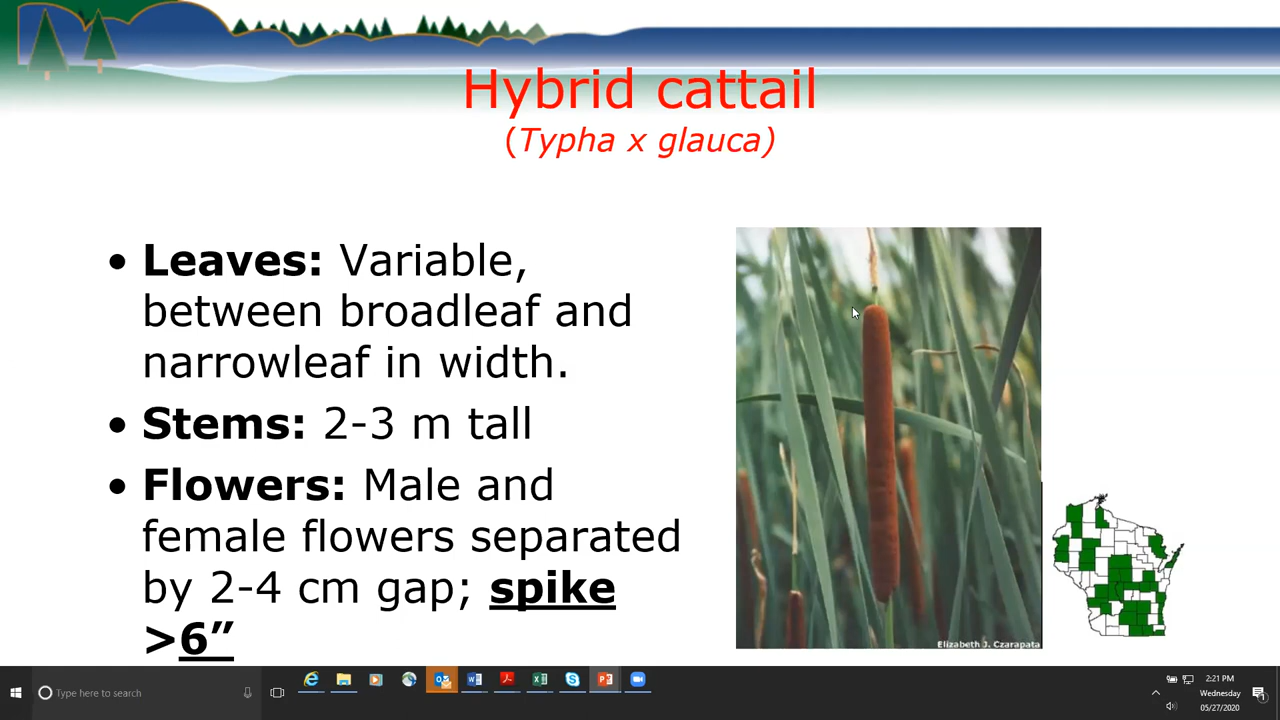 Hybrid cattail
(Typha x glauca)
• Leaves: Variable,
between broadleaf and
narrowleaf in width.
• Stems: 2-3 m tall
• Flowers: Male and
female flowers separated
by 2-4 cm gap; spike
>6”
Elizabeth J. Czarapata
Type here to search
2:21 PM
Wednesday
05/27/2020